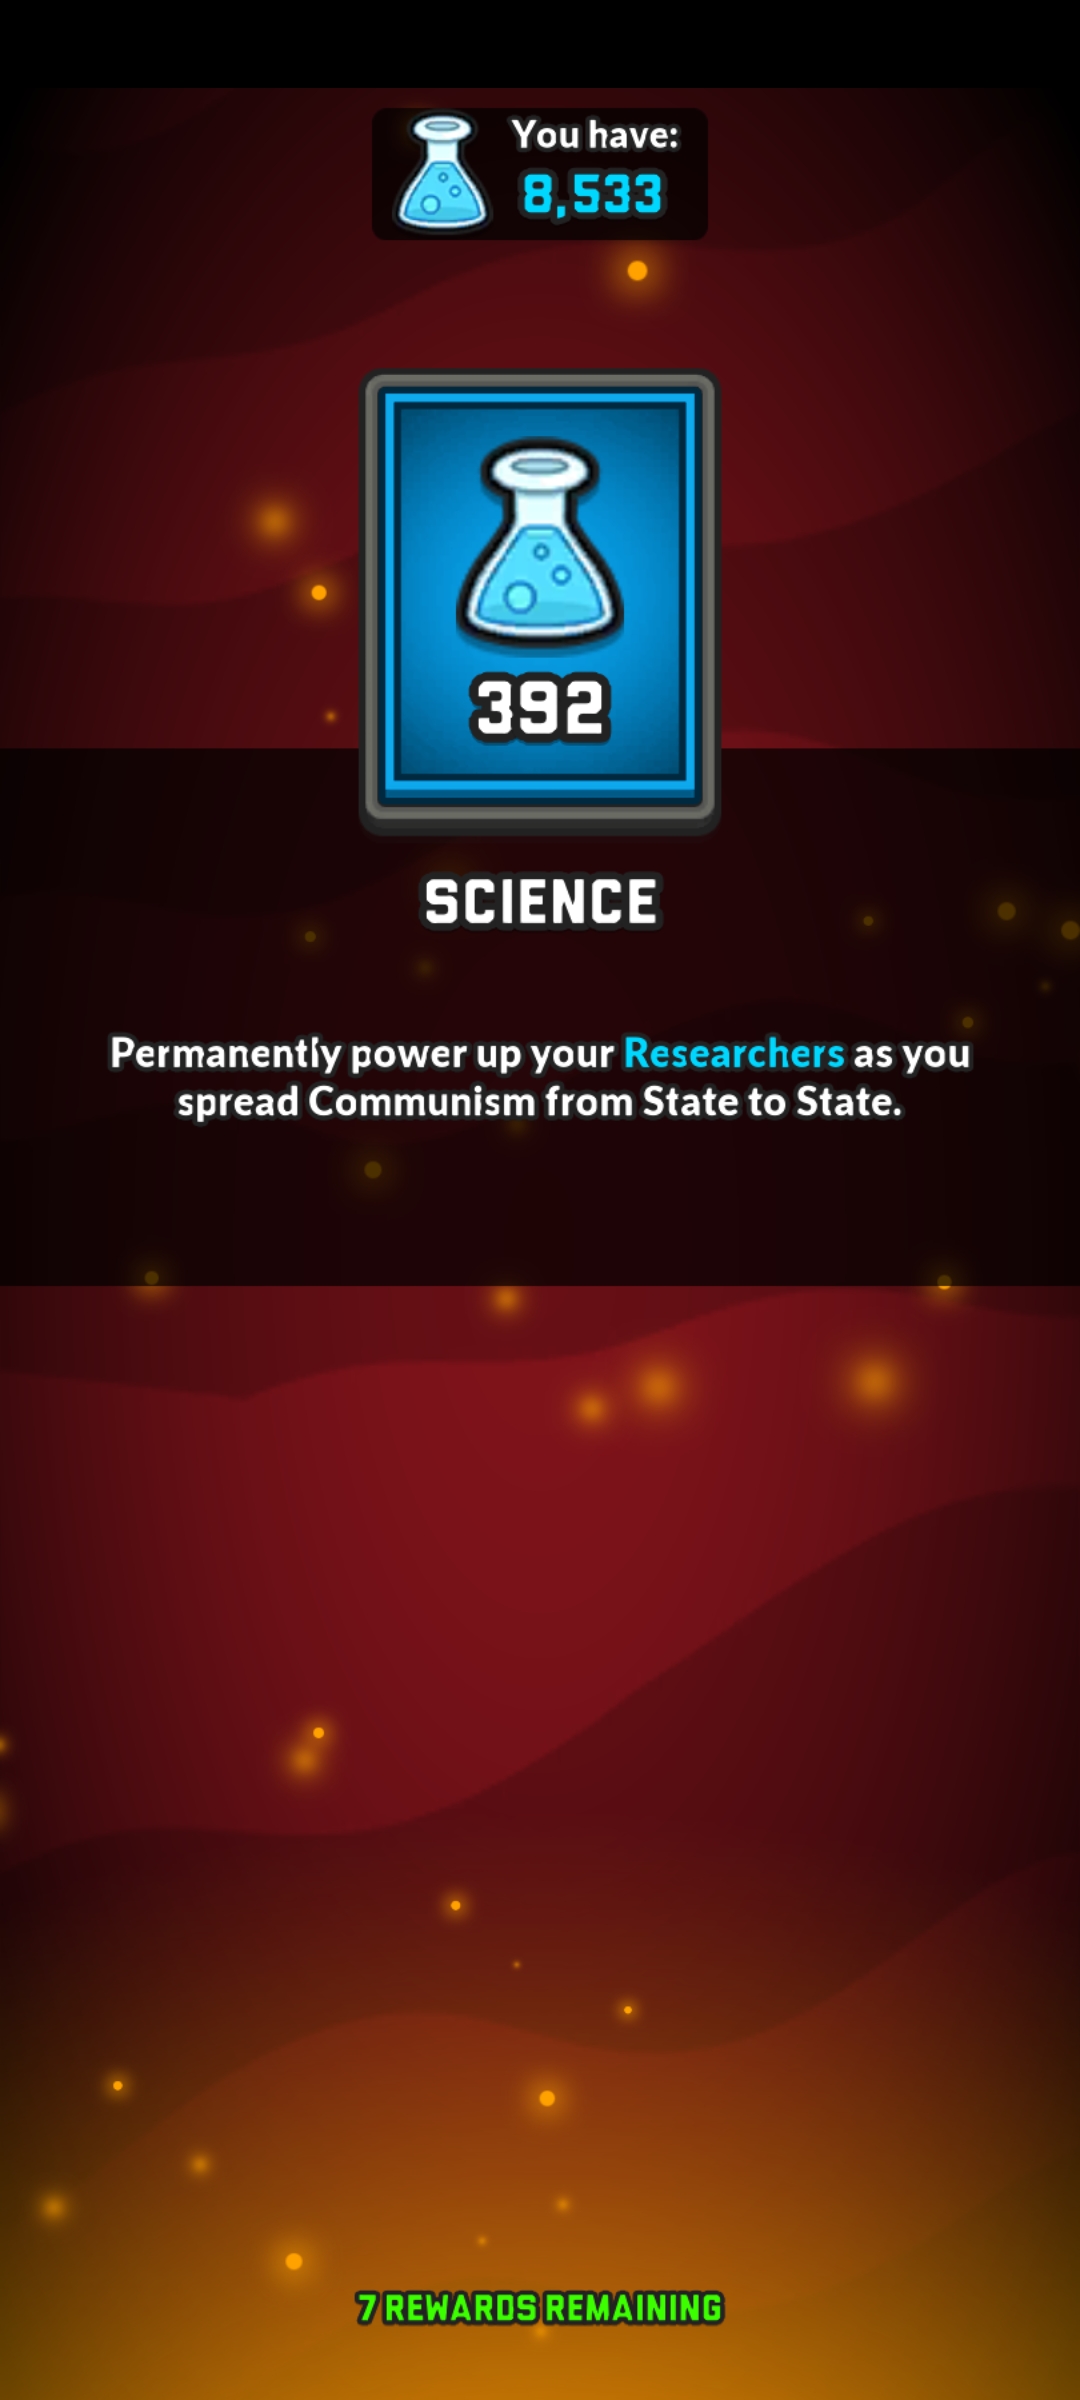 You have:
8,533
392
SCIENCE
Permanently power up your Researchers as you
spread Communism from State to State.
7 REWARDS REMAINING